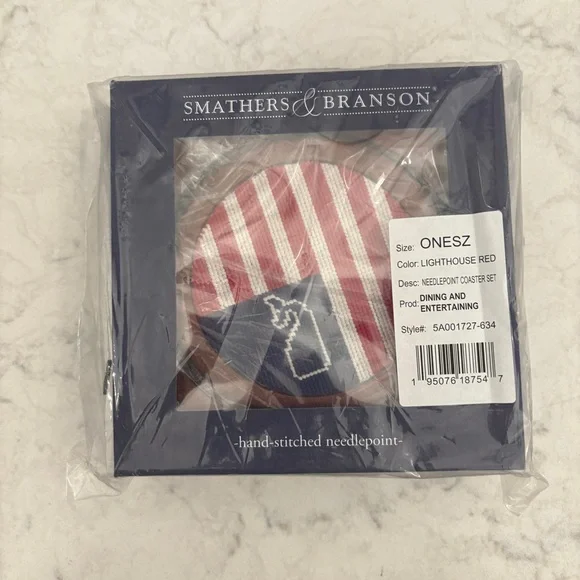 SMATHERS & BRANSON
Size: ONESZ
Color: LIGHTHOUSE RED
Desc: NEEDLEPOINT COASTER SET
Prod: DINING AND
ENTERTAINING
Style#: 5A001727-634
1 95076 18754 7
-hand-stitched needlepoint-